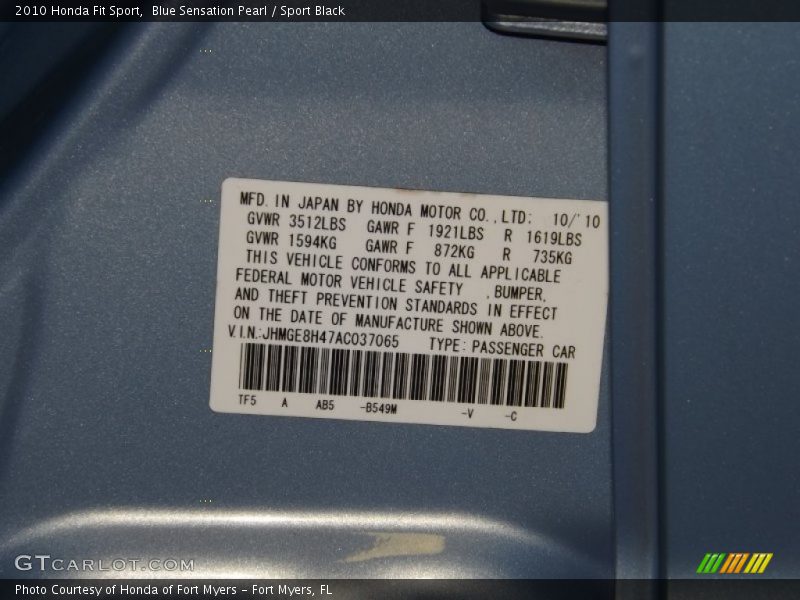 2010 Honda Fit Sport,  Blue Sensation Pearl / Sport Black
MFD. IN JAPAN BY HONDA MOTOR CO., LTD: 10/'10
GVWR 3512LBS GAWR F 1921LBS R 1619LBS
GVWR 1594KG GAWR F 872KG R 735KG
THIS VEHICLE CONFORMS TO ALL APPLICABLE
FEDERAL MOTOR VEHICLE SAFETY , BUMPER,
AND THEFT PREVENTION STANDARDS IN EFFECT
ON THE DATE OF MANUFACTURE SHOWN ABOVE.
V.I.N.:JHMGE8H47AC037065 TYPE: PASSENGER CAR
TF5 A AB5 -B549M -V -C
GTCARLOT.COM
Photo Courtesy of Honda of Fort Myers – Fort Myers, FL